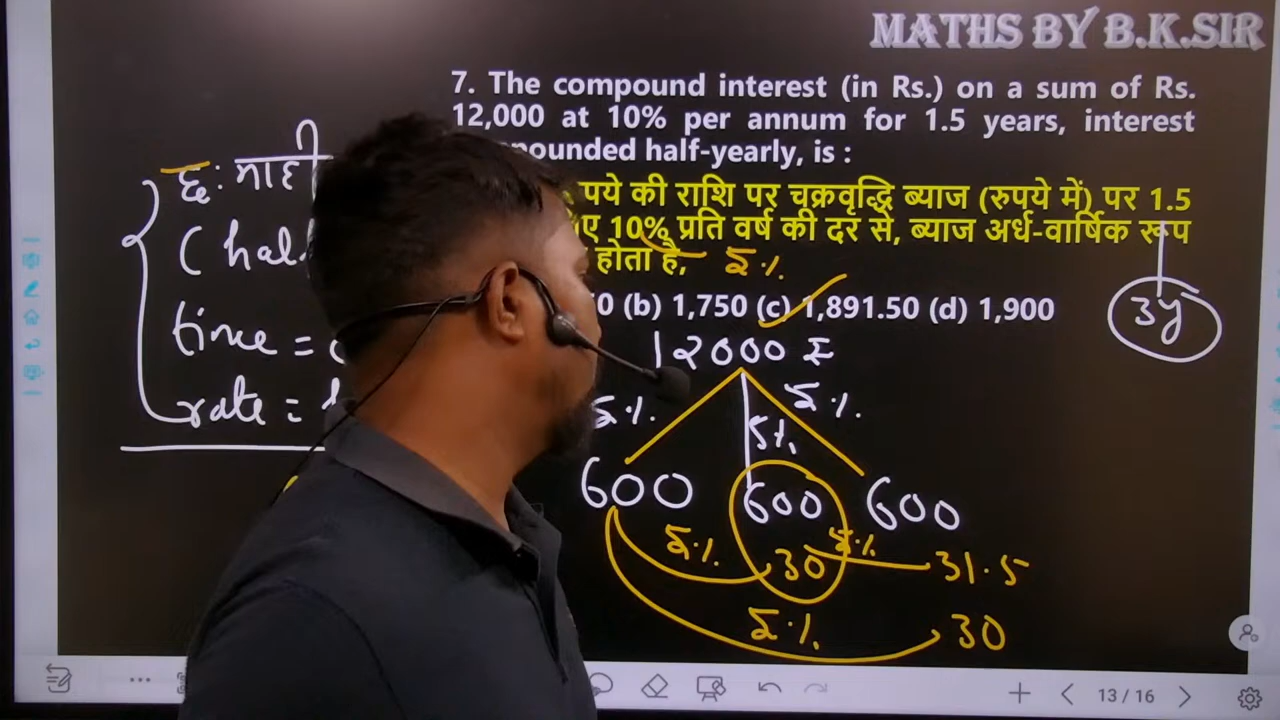 MATHS BY B.K.SIR
7. The compound interest (in Rs.) on a sum of Rs.
12,000 at 10% per annum for 1.5 years, interest
pounded half-yearly, is :
पये की राशि पर चक्रवृद्धि ब्याज (रुपये में) पर 1.5
ए 10% प्रति वर्ष की दर से, ब्याज अर्ध-वार्षिक रूप
होता है,
5%
0 (b) 1,750 (c) 1,891.50 (d) 1,900
3y
छ: माही
(hal
time =
rate =
12000 ₹
5% 5% 5%
600 600 600
5% 30 5% 31.5
5% 30
13 / 16